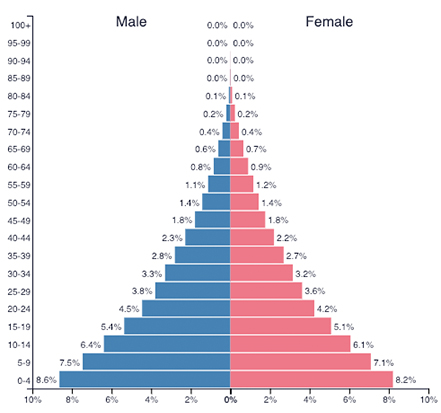 Male Female
100+ 0.0% 0.0%
95-99 0.0% 0.0%
90-94 0.0% 0.0%
85-89 0.0% 0.0%
80-84 0.1% 0.1%
75-79 0.2% 0.2%
70-74 0.4% 0.4%
65-69 0.6% 0.7%
60-64 0.8% 0.9%
55-59 1.1% 1.2%
50-54 1.4% 1.4%
45-49 1.8% 1.8%
40-44 2.3% 2.2%
35-39 2.8% 2.7%
30-34 3.3% 3.2%
25-29 3.8% 3.6%
20-24 4.5% 4.2%
15-19 5.4% 5.1%
10-14 6.4% 6.1%
5-9 7.5% 7.1%
0-4 8.6% 8.2%
10% 8% 6% 4% 2% 0% 2% 4% 6% 8% 10%